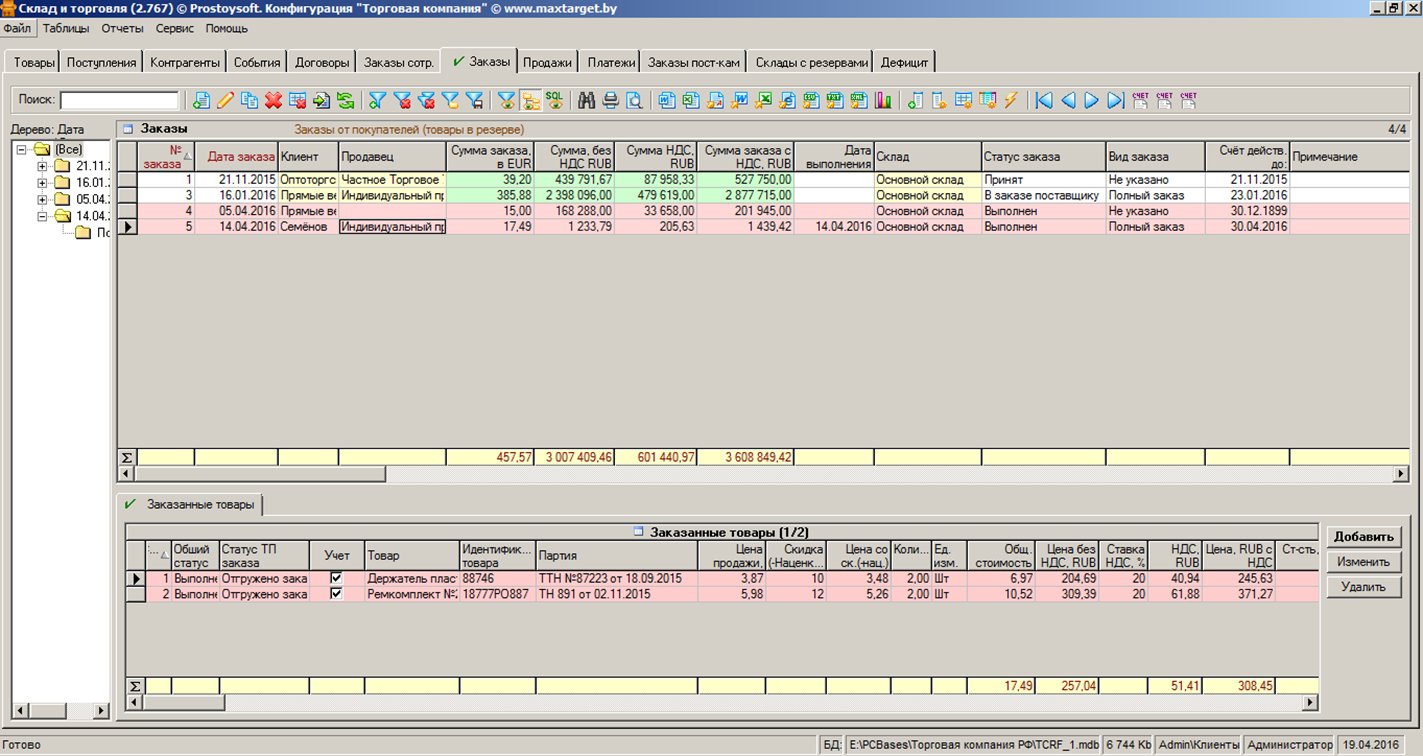 Склад и торговля (2.767) © Prostoysoft. Конфигурация "Торговая компания" © www.maxtarget.by
Файл Таблицы Отчеты Сервис Помощь
Товары Поступления Контрагенты События Договоры Заказы сотр. Заказы Продажи Платежи Заказы пост-кам Склады с резервами Дефицит
Поиск: SQL СЧЕТ СЧЕТ СЧЕТ
Дерево: Дата
Заказы Заказы от покупателей (товары в резерве) 4/4
(Все)
21.11.
16.01.
05.04.
14.04.
По
№ заказа Дата заказа Клиент Продавец Сумма заказа, в EUR Сумма, без НДС RUB Сумма НДС, RUB Сумма заказа с НДС, RUB Дата выполнения Склад Статус заказа Вид заказа Счёт действ. до: Примечание
1 21.11.2015 Оптоторгс Частное Торговое 39,20 439 791,67 87 958,33 527 750,00 Основной склад Принят Не указано 21.11.2015
3 16.01.2016 Прямые ве Индивидуальный пр 385,88 2 398 096,00 479 619,00 2 877 715,00 Основной склад В заказе поставщику Полный заказ 23.01.2016
4 05.04.2016 Прямые ве 15,00 168 288,00 33 658,00 201 945,00 Основной склад Выполнен Не указано 30.12.1899
5 14.04.2016 Семёнов Индивидуальный пр 17,49 1 233,79 205,63 1 439,42 14.04.2016 Основной склад Выполнен Полный заказ 30.04.2016
Σ 457,57 3 007 409,46 601 440,97 3 608 849,42
Заказанные товары
Заказанные товары (1/2)
... Общий статус Статус ТП заказа Учет Товар Идентифик... товара Партия Цена продажи, Скидка (-Наценк... Цена со ск.(+нац.) Коли... Ед. изм. Общ. стоимость Цена без НДС, RUB Ставка НДС, % НДС, RUB Цена, RUB с НДС Ст-сть,
1 Выполне Отгружено зака Держатель плас 88746 ТТН №87223 от 18.09.2015 3,87 10 3,48 2,00 Шт 6,97 204,69 20 40,94 245,63
2 Выполне Отгружено зака Ремкомплект № 18777РО887 ТН 891 от 02.11.2015 5,98 12 5,26 2,00 Шт 10,52 309,39 20 61,88 371,27
Σ 17,49 257,04 51,41 308,45
Добавить
Изменить
Удалить
Готово БД: E:\PCBases\Торговая компания РФ\TCRF_1.mdb 6 744 Kb Admin\Клиенты Администратор 19.04.2016